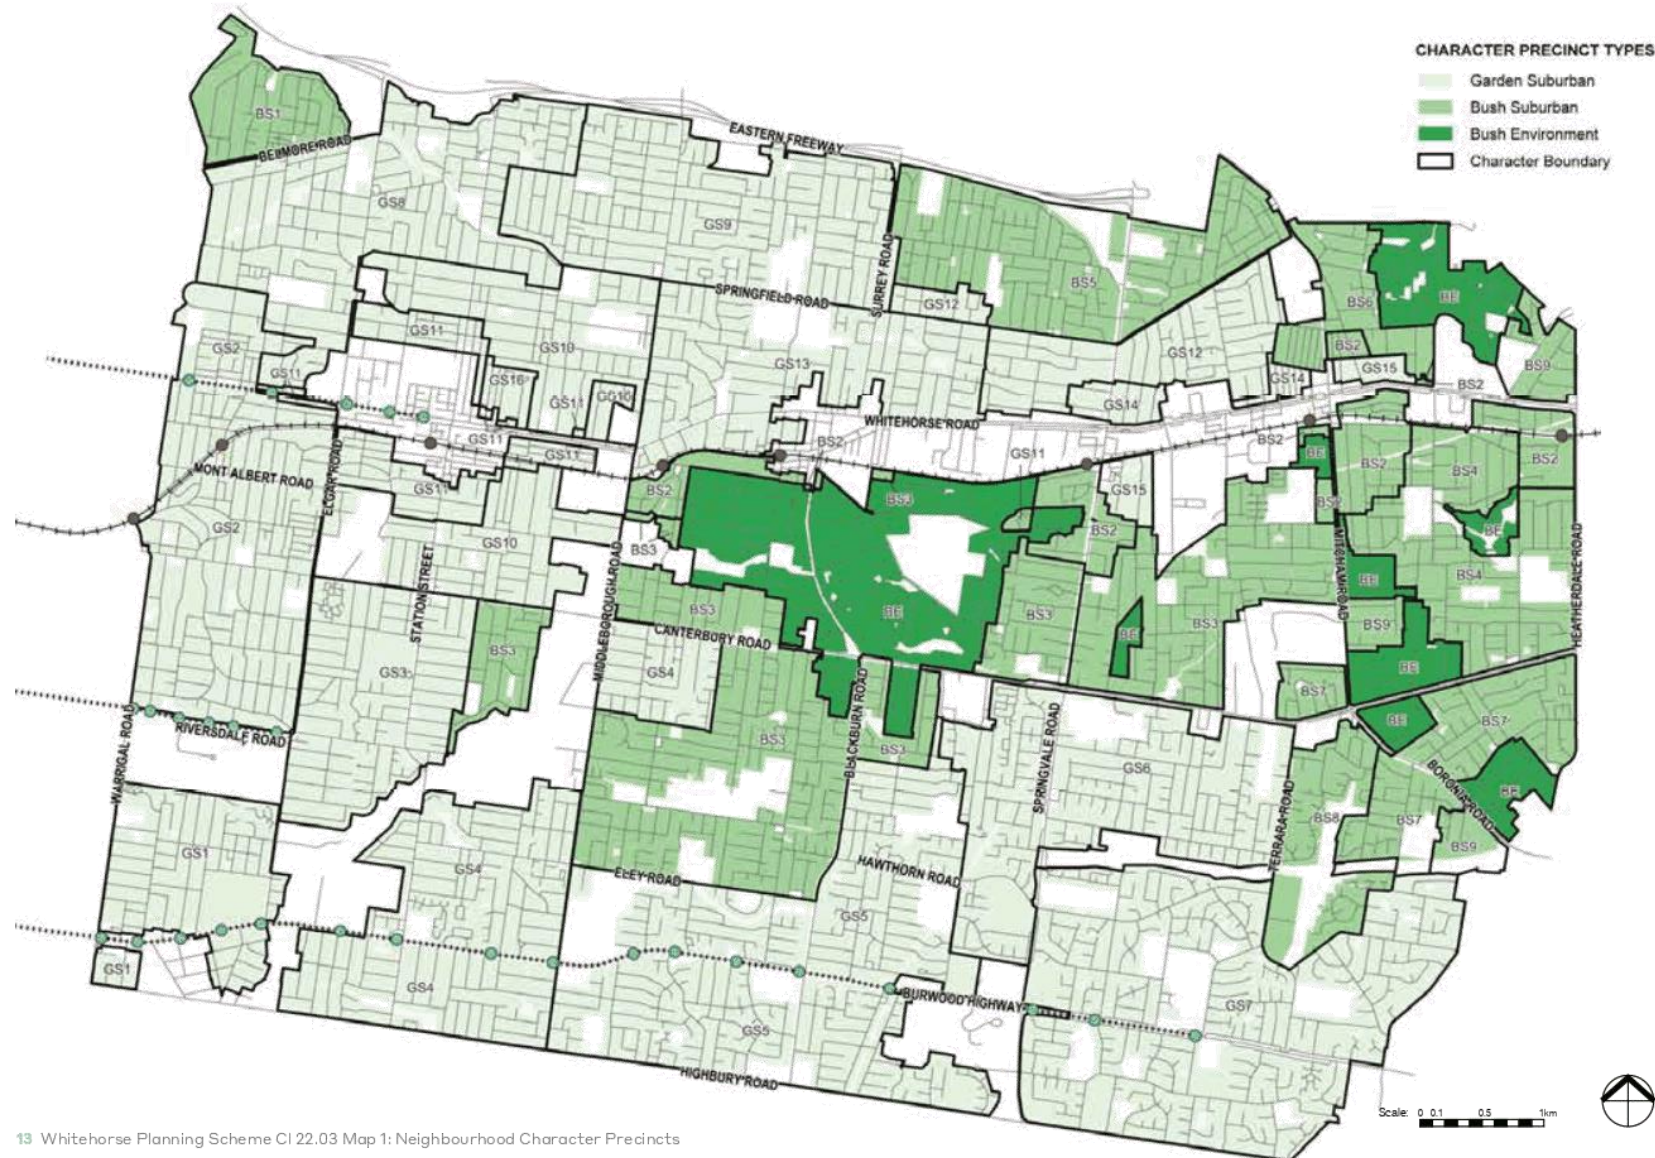 CHARACTER PRECINCT TYPES
Garden Suburban
Bush Suburban
Bush Environment
Character Boundary
BS1
BELMORE ROAD
EASTERN FREEWAY
GS8
GS9
SURREY ROAD
BS5
SPRINGFIELD ROAD
GS12
BS6
BE
GS11
GS2
GS10
GS13
GS12
BS2
GS15
BS9
GS11
GS16
GS14
BS2
GS11
GS10
GS14
WHITEHORSE ROAD
GS11
BS2
GS11
BS2
GS11
BE
BS2
BS4
BS2
MONT ALBERT ROAD
ELGAR ROAD
GS11
BS2
BS3
GS15
GS2
BS2
BE
GS10
BS3
MITCHAM ROAD
HEATHERDALE ROAD
STATION STREET
MIDDLEBOROUGH ROAD
BE
BS4
BS3
BE
BS3
BE
BS3
BS9
CANTERBURY ROAD
BS3
GS3
GS4
BE
BS7
BLACKBURN ROAD
BE
BS7
WARRIGAL ROAD
RIVERSDALE ROAD
BS3
BS3
SPRINGVALE ROAD
GS6
BORONIA ROAD
BE
TERRARA ROAD
BS8
BS7
BS9
GS1
GS4
ELEY ROAD
HAWTHORN ROAD
GS5
GS1
GS4
BURWOOD HIGHWAY
GS7
GS5
HIGHBURY ROAD
Scale: 0 0.1 0.5 1km
13 Whitehorse Planning Scheme Cl 22.03 Map 1: Neighbourhood Character Precincts